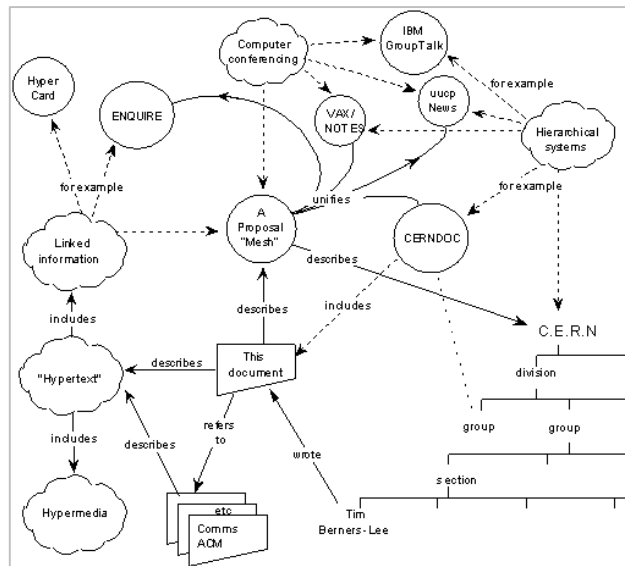 IBM
GroupTalk
Computer
conferencing
Hyper
Card
for example
ENQUIRE
uucp
News
VAX/
NOTES
Hierarchical
systems
for example
unifies
for example
A
Proposal
"Mesh"
CERNDOC
Linked
information
describes
includes
C.E.R.N
describes
includes
This
document
division
describes
"Hypertext"
refers
to
group
group
includes
describes
wrote
section
etc
Hypermedia
Comms
ACM
Tim
Berners-Lee